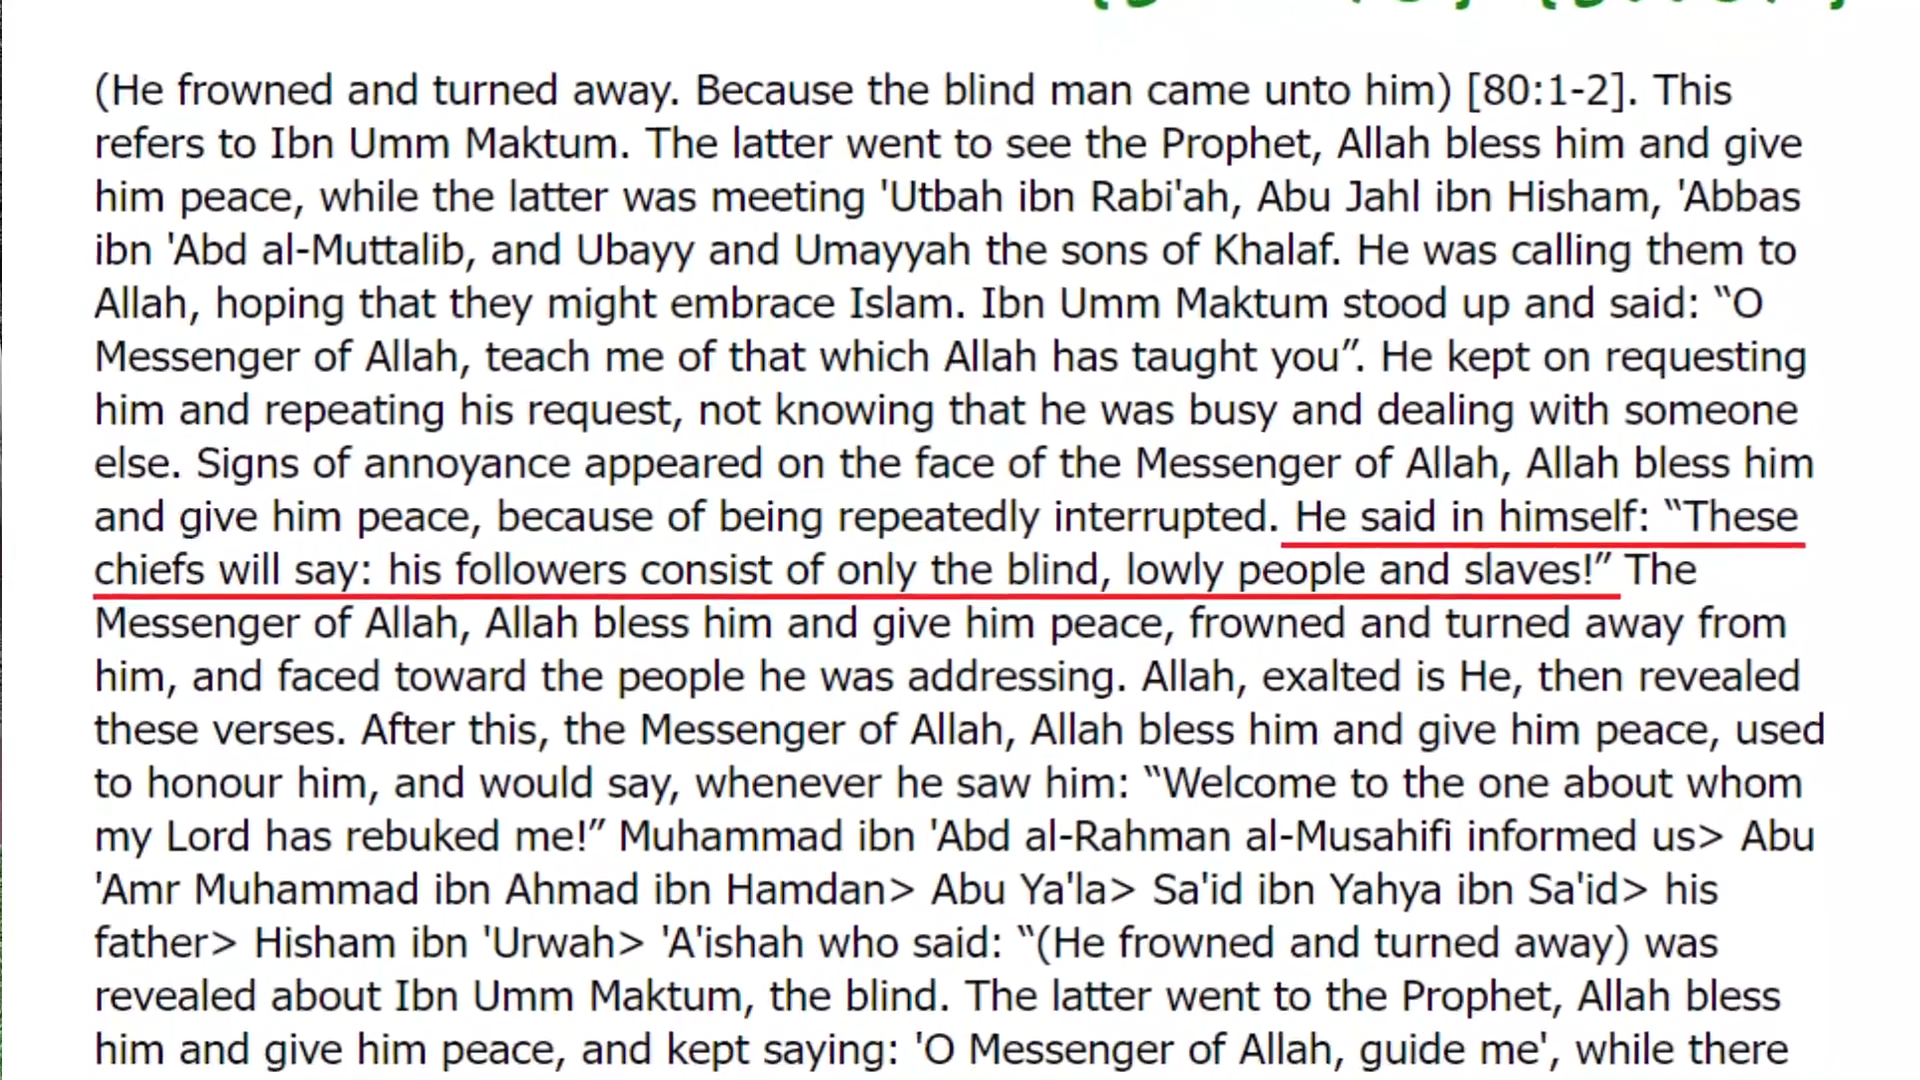 (He frowned and turned away. Because the blind man came unto him) [80:1-2]. This
refers to Ibn Umm Maktum. The latter went to see the Prophet, Allah bless him and give
him peace, while the latter was meeting 'Utbah ibn Rabi'ah, Abu Jahl ibn Hisham, 'Abbas
ibn 'Abd al-Muttalib, and Ubayy and Umayyah the sons of Khalaf. He was calling them to
Allah, hoping that they might embrace Islam. Ibn Umm Maktum stood up and said: “O
Messenger of Allah, teach me of that which Allah has taught you”. He kept on requesting
him and repeating his request, not knowing that he was busy and dealing with someone
else. Signs of annoyance appeared on the face of the Messenger of Allah, Allah bless him
and give him peace, because of being repeatedly interrupted. He said in himself: “These
chiefs will say: his followers consist of only the blind, lowly people and slaves!” The
Messenger of Allah, Allah bless him and give him peace, frowned and turned away from
him, and faced toward the people he was addressing. Allah, exalted is He, then revealed
these verses. After this, the Messenger of Allah, Allah bless him and give him peace, used
to honour him, and would say, whenever he saw him: “Welcome to the one about whom
my Lord has rebuked me!” Muhammad ibn 'Abd al-Rahman al-Musahifi informed us> Abu
'Amr Muhammad ibn Ahmad ibn Hamdan> Abu Ya'la> Sa'id ibn Yahya ibn Sa'id> his
father> Hisham ibn 'Urwah> 'A'ishah who said: “(He frowned and turned away) was
revealed about Ibn Umm Maktum, the blind. The latter went to the Prophet, Allah bless
him and give him peace, and kept saying: 'O Messenger of Allah, guide me', while there